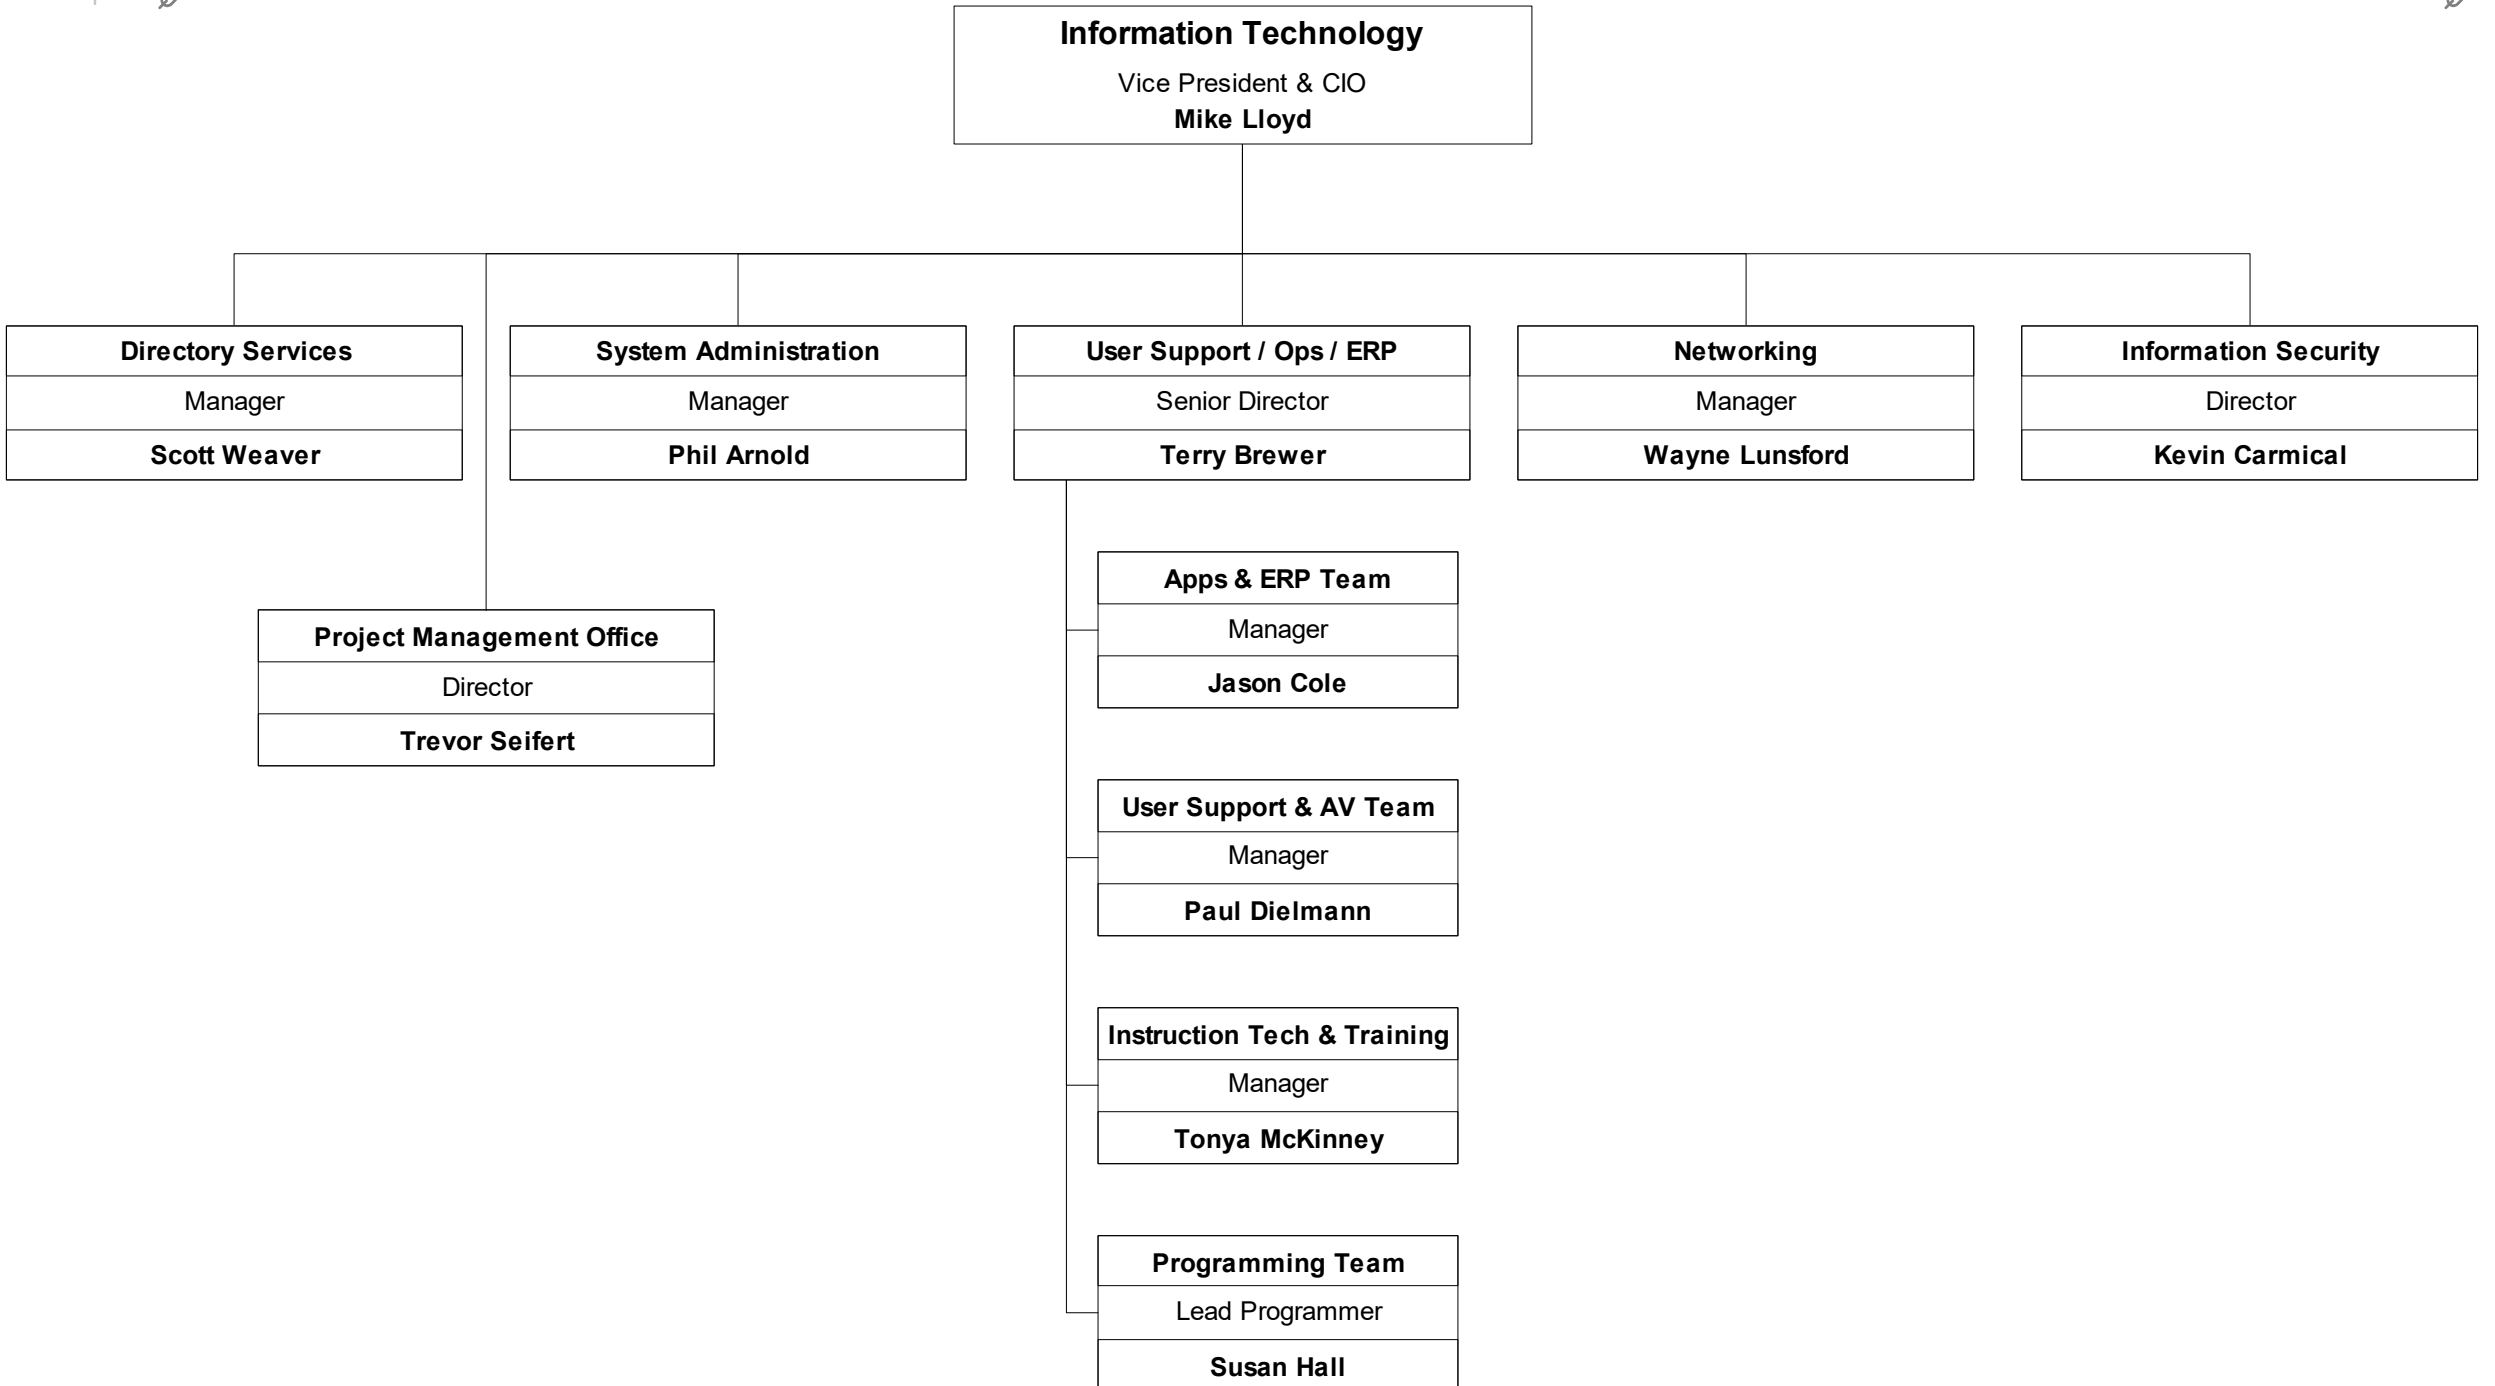 Information Technology
Vice President & CIO
Mike Lloyd
Directory Services
Manager
Scott Weaver
System Administration
Manager
Phil Arnold
User Support / Ops / ERP
Senior Director
Terry Brewer
Networking
Manager
Wayne Lunsford
Information Security
Director
Kevin Carmical
Project Management Office
Director
Trevor Seifert
Apps & ERP Team
Manager
Jason Cole
User Support & AV Team
Manager
Paul Dielmann
Instruction Tech & Training
Manager
Tonya McKinney
Programming Team
Lead Programmer
Susan Hall